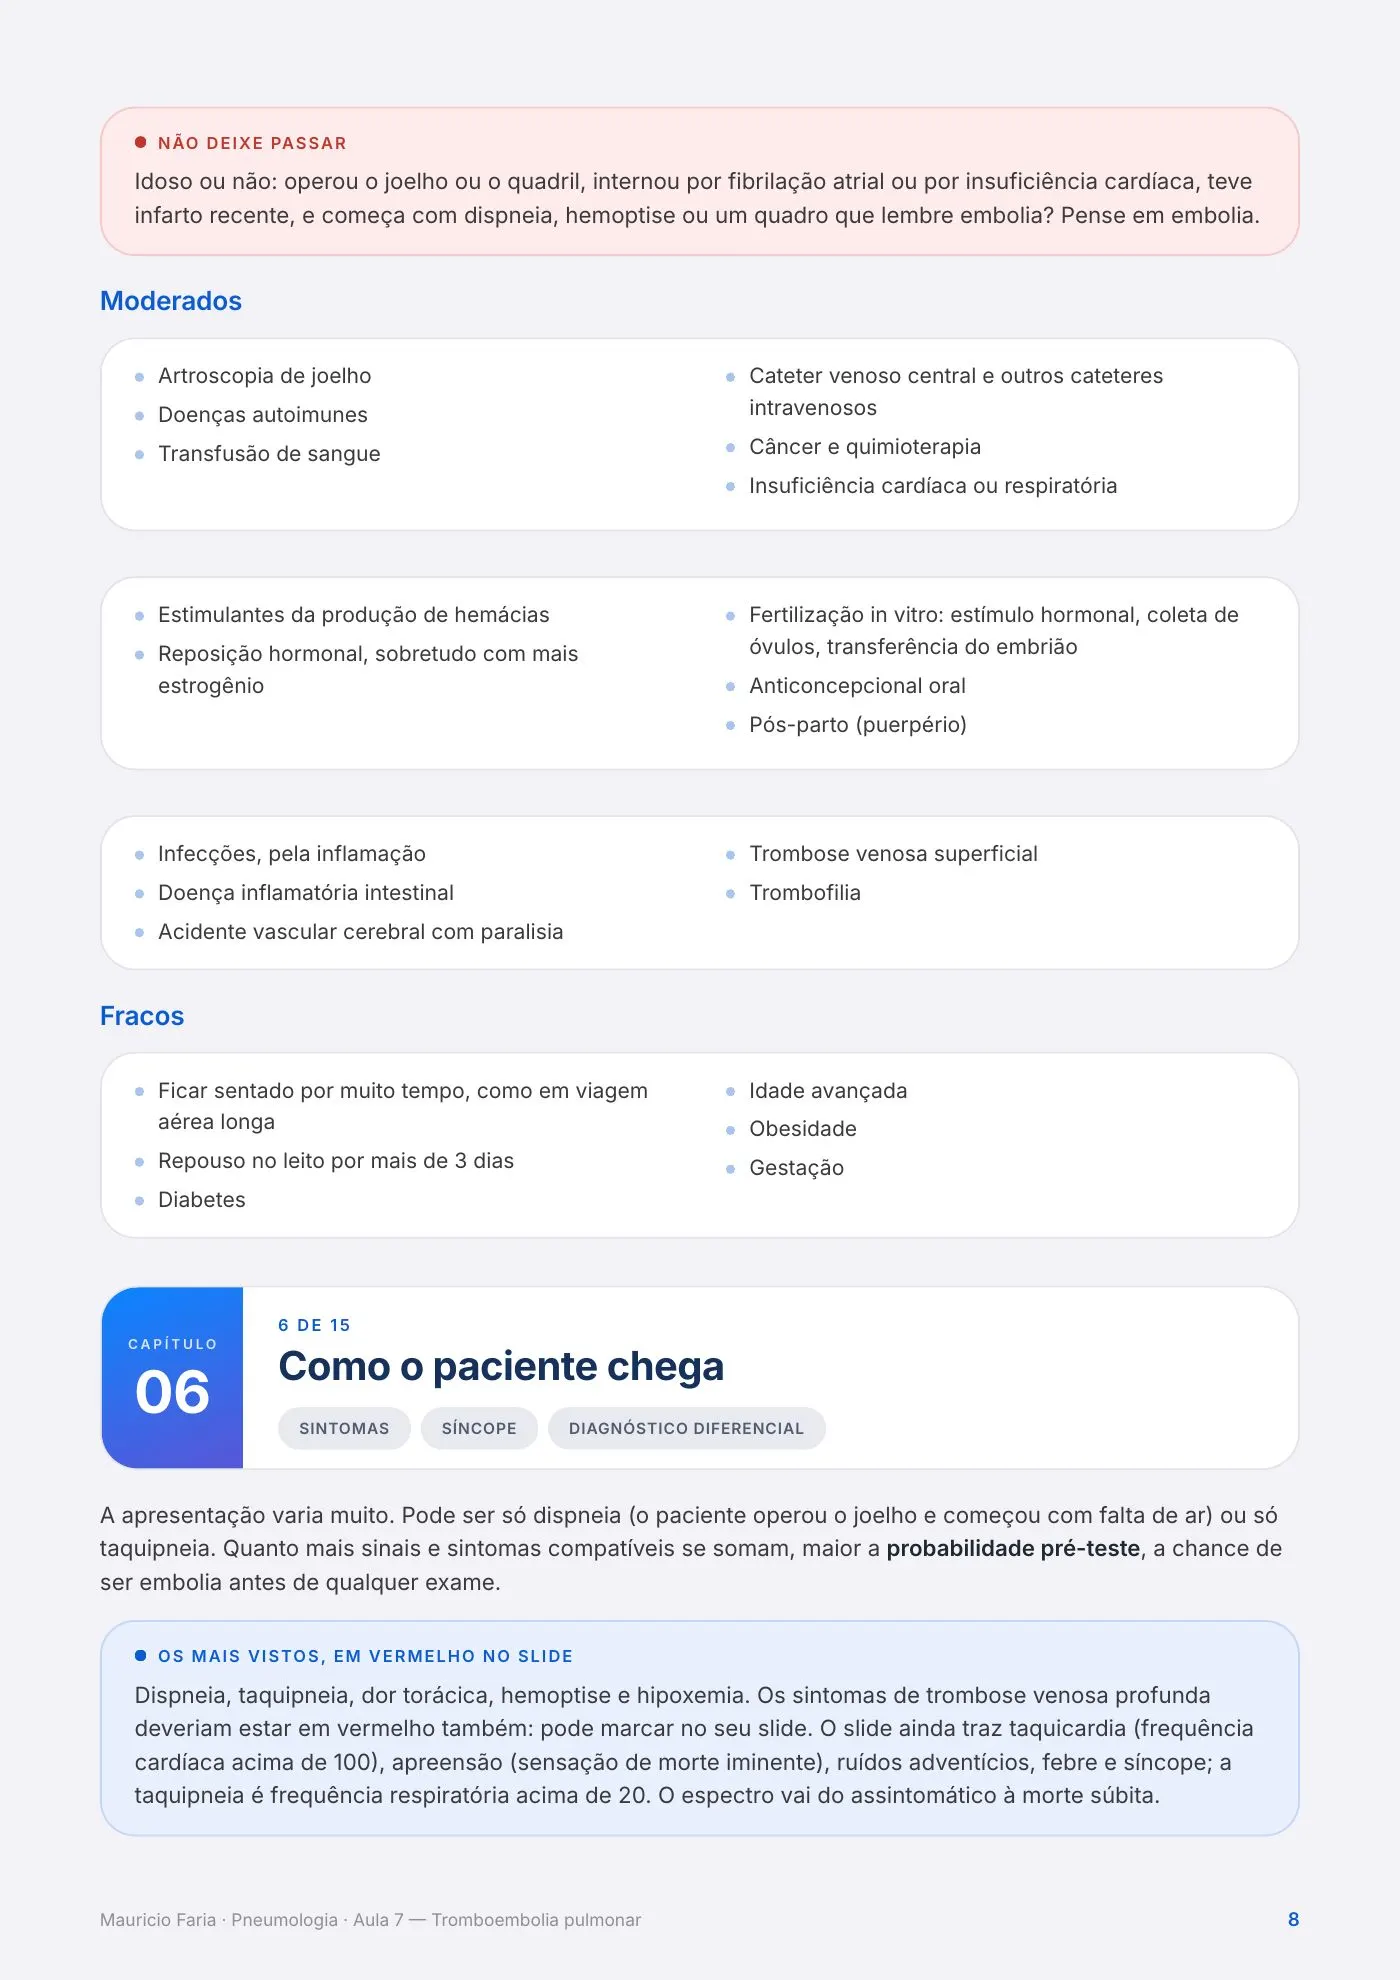 NÃO DEIXE PASSAR
Idoso ou não: operou o joelho ou o quadril, internou por fibrilação atrial ou por insuficiência cardíaca, teve
infarto recente, e começa com dispneia, hemoptise ou um quadro que lembre embolia? Pense em embolia.
Moderados
Artroscopia de joelho
Doenças autoimunes
Transfusão de sangue
Cateter venoso central e outros cateteres
intravenosos
Câncer e quimioterapia
Insuficiência cardíaca ou respiratória
Estimulantes da produção de hemácias
Reposição hormonal, sobretudo com mais
estrogênio
Fertilização in vitro: estímulo hormonal, coleta de
óvulos, transferência do embrião
Anticoncepcional oral
Pós-parto (puerpério)
Infecções, pela inflamação
Doença inflamatória intestinal
Acidente vascular cerebral com paralisia
Trombose venosa superficial
Trombofilia
Fracos
Ficar sentado por muito tempo, como em viagem
aérea longa
Repouso no leito por mais de 3 dias
Diabetes
Idade avançada
Obesidade
Gestação
CAPÍTULO
06
6 DE 15
Como o paciente chega
SINTOMAS
SÍNCOPE
DIAGNÓSTICO DIFERENCIAL
A apresentação varia muito. Pode ser só dispneia (o paciente operou o joelho e começou com falta de ar) ou só
taquipneia. Quanto mais sinais e sintomas compatíveis se somam, maior a probabilidade pré-teste, a chance de
ser embolia antes de qualquer exame.
OS MAIS VISTOS, EM VERMELHO NO SLIDE
Dispneia, taquipneia, dor torácica, hemoptise e hipoxemia. Os sintomas de trombose venosa profunda
deveriam estar em vermelho também: pode marcar no seu slide. O slide ainda traz taquicardia (frequência
cardíaca acima de 100), apreensão (sensação de morte iminente), ruídos adventícios, febre e síncope; a
taquipneia é frequência respiratória acima de 20. O espectro vai do assintomático à morte súbita.
Mauricio Faria · Pneumologia · Aula 7 — Tromboembolia pulmonar
8